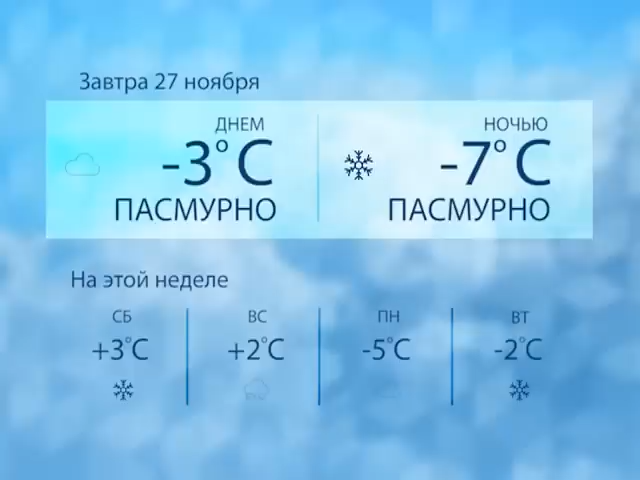 Завтра 27 ноября
ДНЕМ
-3°C
ПАСМУРНО
НОЧЬЮ
-7°C
ПАСМУРНО
На этой неделе
СБ ВС ПН ВТ
+3°C +2°C -5°C -2°C